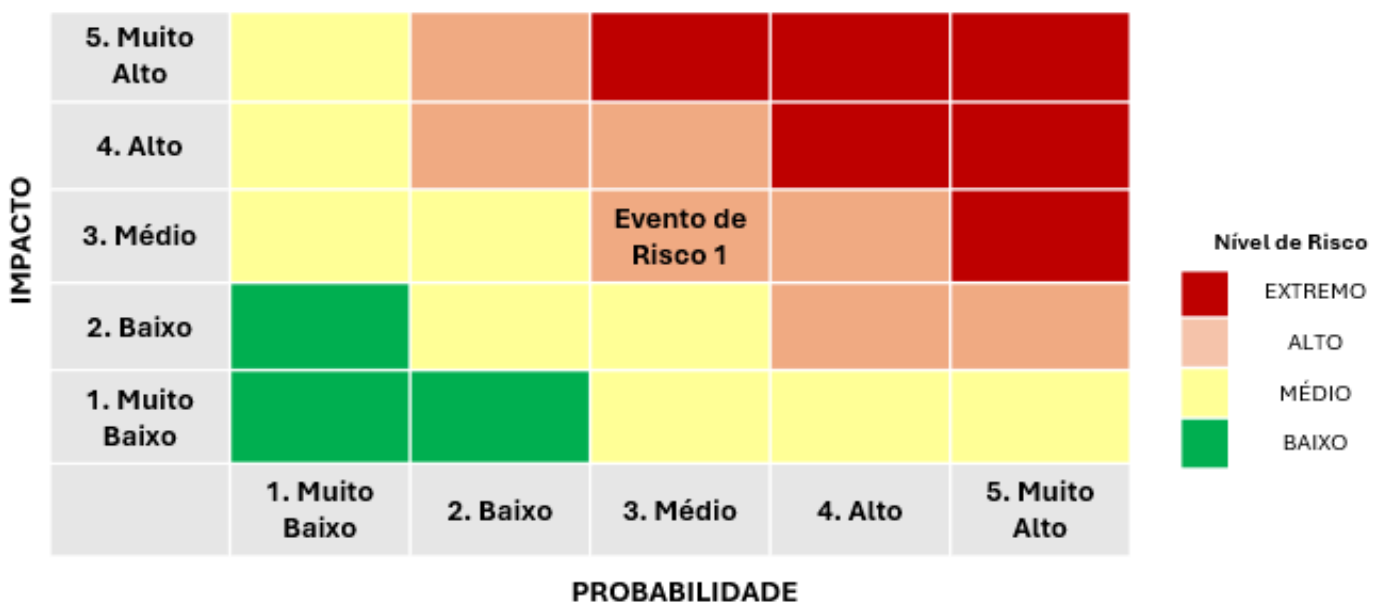 5. Muito
Alto
4. Alto
IMPACTO
3. Médio
Evento de
Risco 1
2. Baixo
1. Muito
Baixo
1. Muito
Baixo
2. Baixo
3. Médio
4. Alto
5. Muito
Alto
PROBABILIDADE
Nível de Risco
EXTREMO
ALTO
MÉDIO
BAIXO